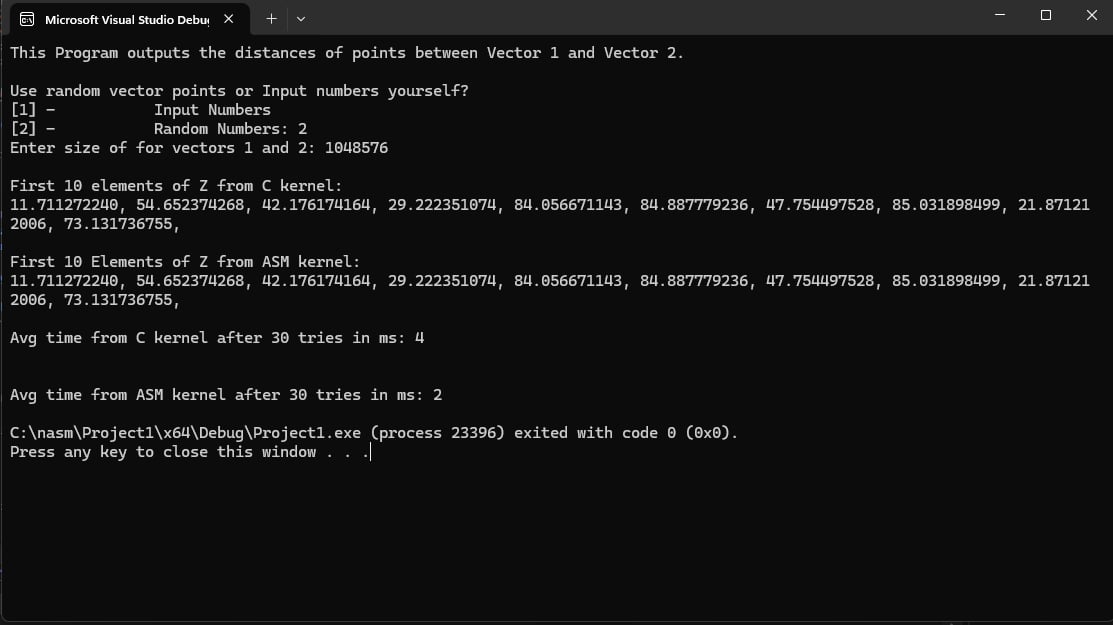 Microsoft Visual Studio Debu
This Program outputs the distances of points between Vector 1 and Vector 2.
Use random vector points or Input numbers yourself?
[1] -           Input Numbers
[2] -           Random Numbers: 2
Enter size of for vectors 1 and 2: 1048576
First 10 elements of Z from C kernel:
11.711272240, 54.652374268, 42.176174164, 29.222351074, 84.056671143, 84.887779236, 47.754497528, 85.031898499, 21.87121
2006, 73.131736755,
First 10 Elements of Z from ASM kernel:
11.711272240, 54.652374268, 42.176174164, 29.222351074, 84.056671143, 84.887779236, 47.754497528, 85.031898499, 21.87121
2006, 73.131736755,
Avg time from C kernel after 30 tries in ms: 4
Avg time from ASM kernel after 30 tries in ms: 2
C:\nasm\Project1\x64\Debug\Project1.exe (process 23396) exited with code 0 (0x0).
Press any key to close this window . . .